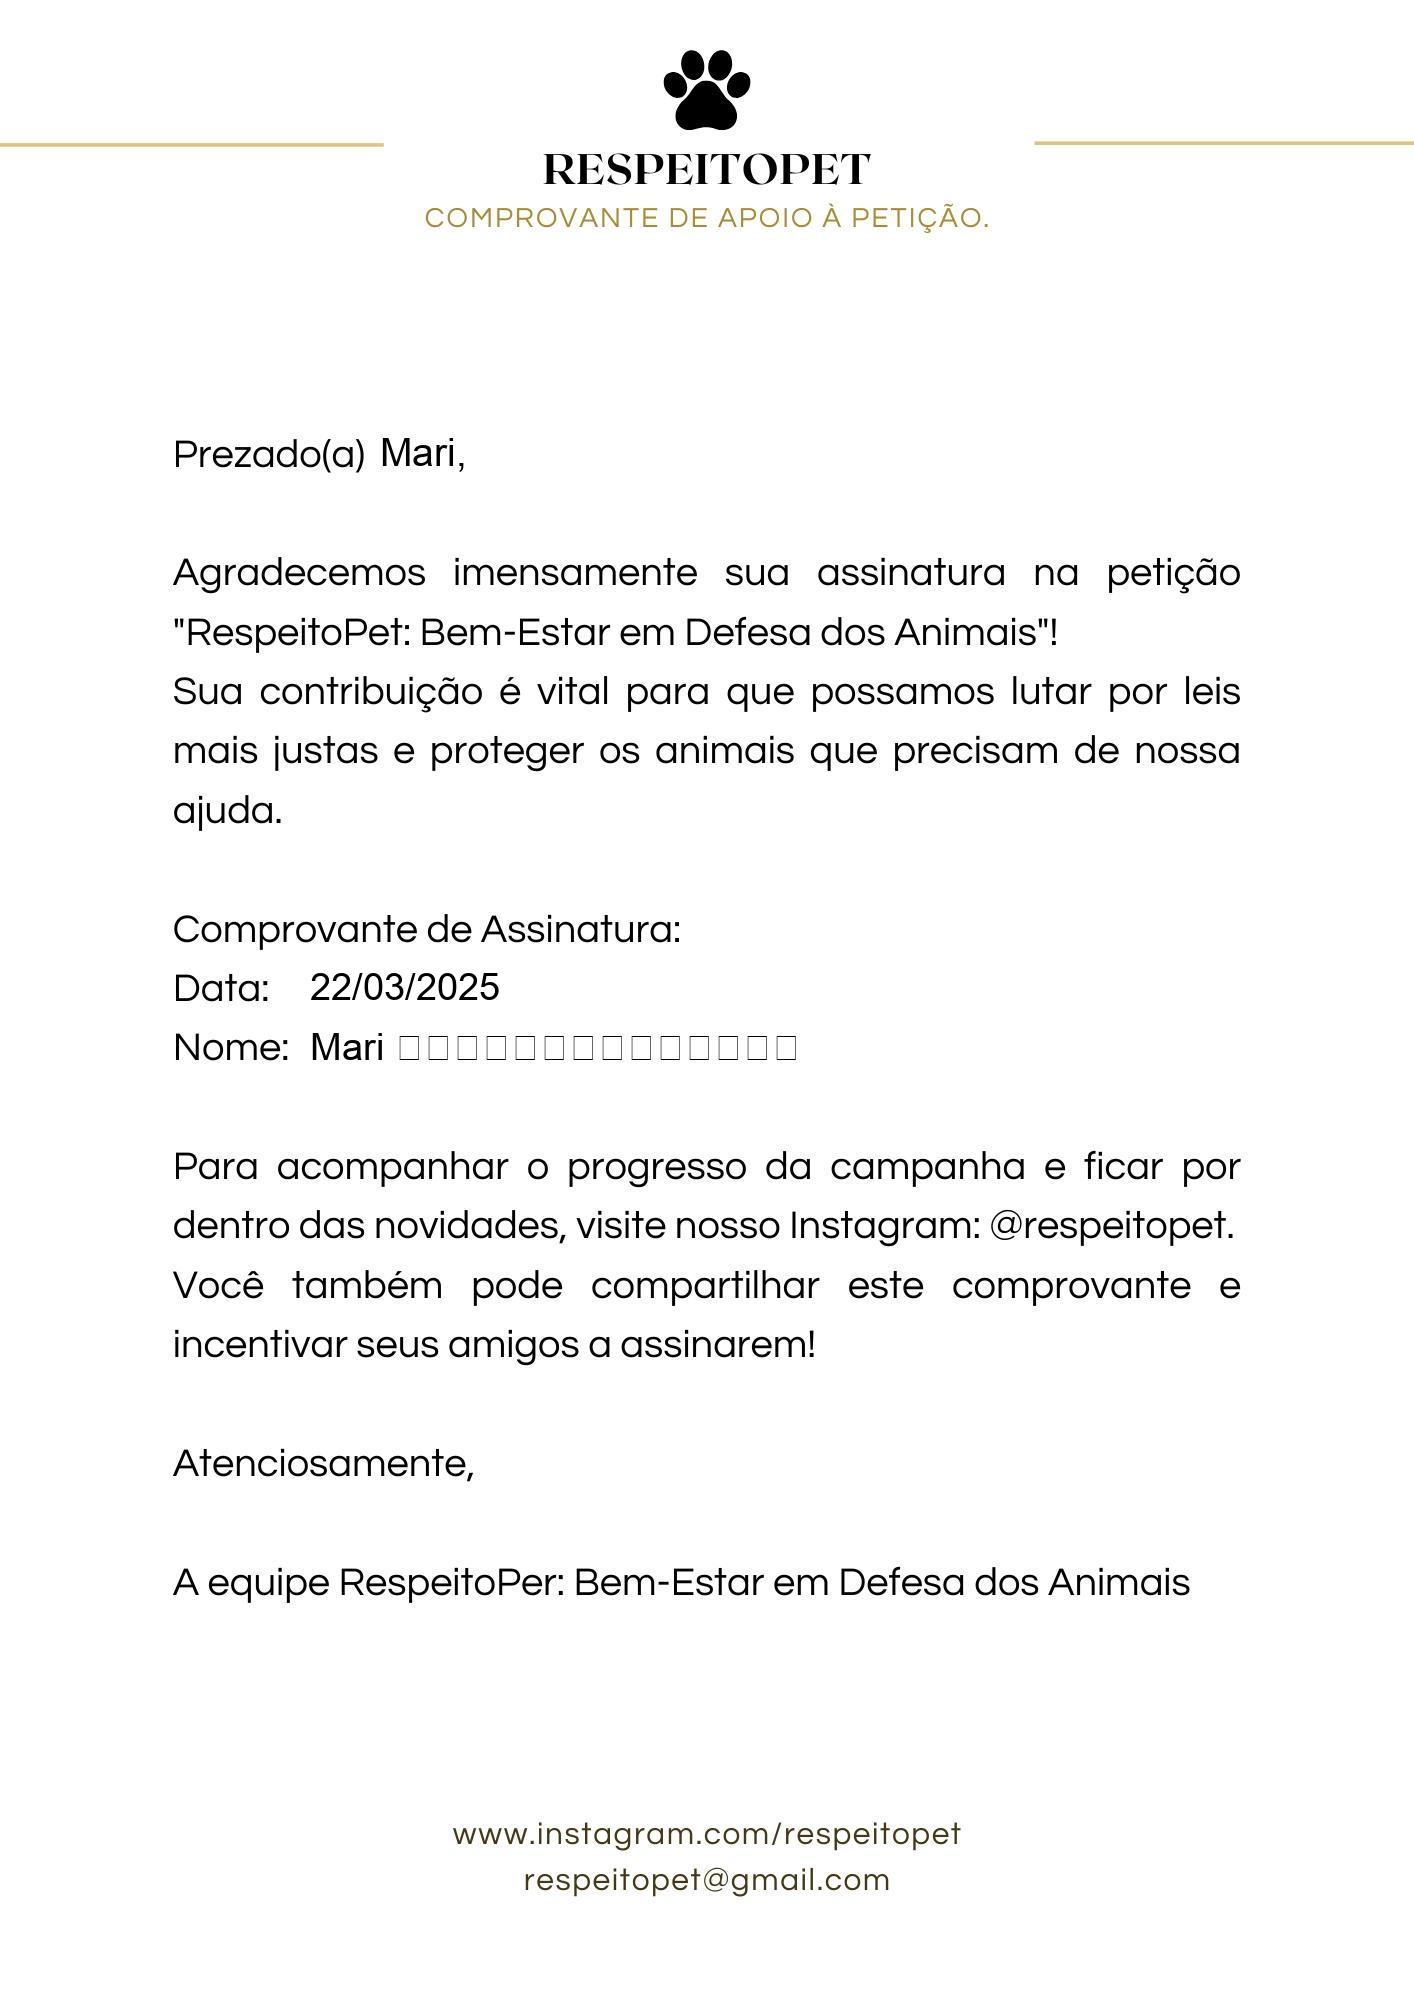 RESPEITOPET
COMPROVANTE DE APOIO À PETIÇÃO.
Prezado(a) Mari,
Agradecemos imensamente sua assinatura na petição
"RespeitoPet: Bem-Estar em Defesa dos Animais"!
Sua contribuição é vital para que possamos lutar por leis
mais justas e proteger os animais que precisam de nossa
ajuda.
Comprovante de Assinatura:
Data: 22/03/2025
Nome: Mari
Para acompanhar o progresso da campanha e ficar por
dentro das novidades, visite nosso Instagram: @respeitopet.
Você também pode compartilhar este comprovante e
incentivar seus amigos a assinarem!
Atenciosamente,
A equipe RespeitoPer: Bem-Estar em Defesa dos Animais
www.instagram.com/respeitopet
respeitopet@gmail.com